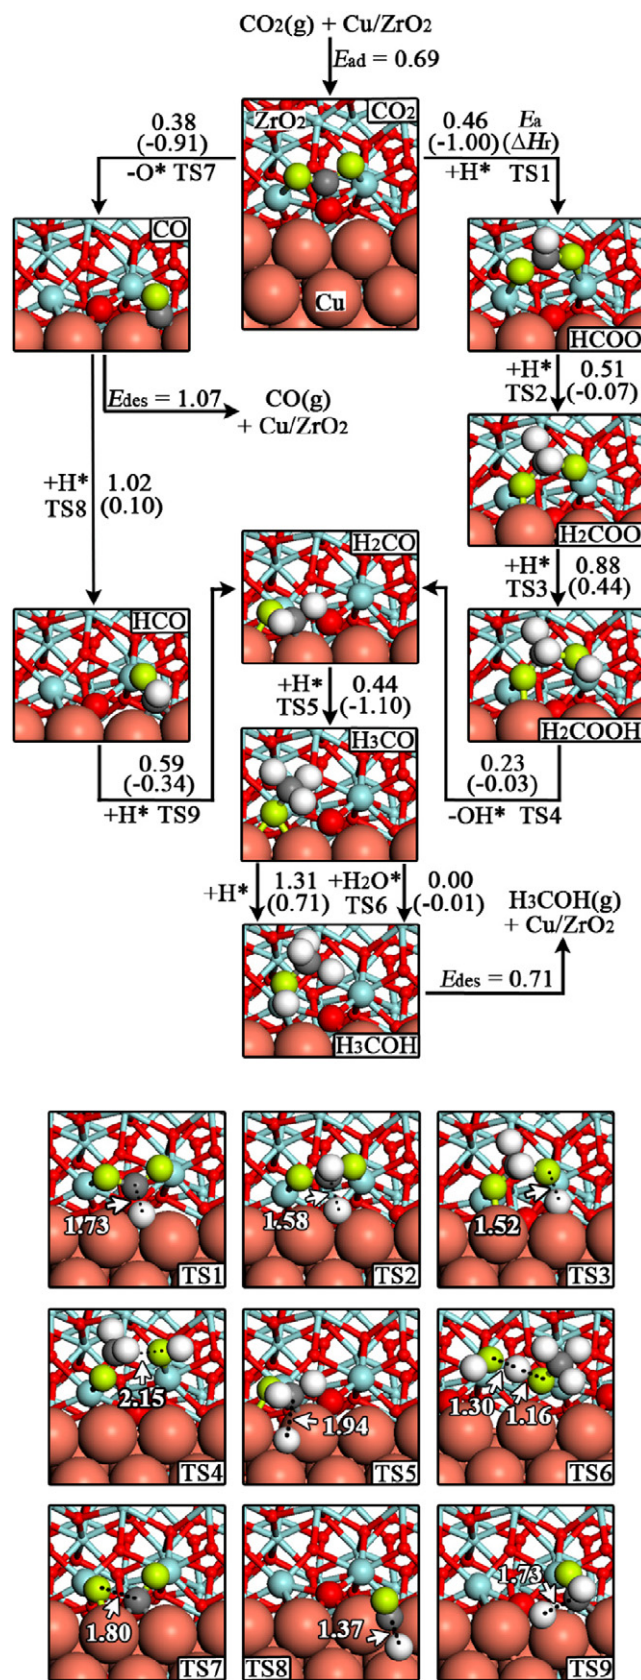 CO2(g) + Cu/ZrO2
Ead = 0.69
ZrO2
CO2
Cu
0.38
(-0.91)
-O* TS7
0.46
(-1.00)
+H*
Ea
(ΔHr)
TS1
CO
HCOO
Edes = 1.07
CO(g)
+ Cu/ZrO2
+H*
TS2
0.51
(-0.07)
H2COO
+H*
TS8
1.02
(0.10)
+H*
TS3
0.88
(0.44)
H2CO
HCO
H2COOH
+H*
TS5
0.44
(-1.10)
0.59
(-0.34)
+H* TS9
0.23
(-0.03)
-OH* TS4
H3CO
+H*
1.31
(0.71)
+H2O*
TS6
0.00
(-0.01)
H3COH(g)
+ Cu/ZrO2
Edes = 0.71
H3COH
1.73
TS1
1.58
TS2
1.52
TS3
2.15
TS4
1.94
TS5
1.30
1.16
TS6
1.80
TS7
1.37
TS8
1.73
TS9